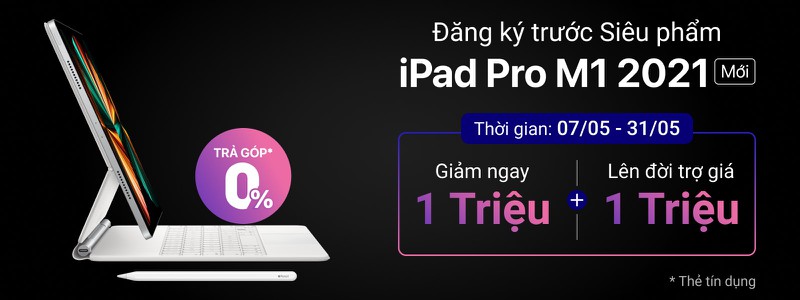 Đăng ký trước Siêu phẩm
iPad Pro M1 2021 Mới
Thời gian: 07/05 - 31/05
Giảm ngay
1 Triệu
+
Lên đời trợ giá
1 Triệu
TRẢ GÓP*
0%
* Thẻ tín dụng